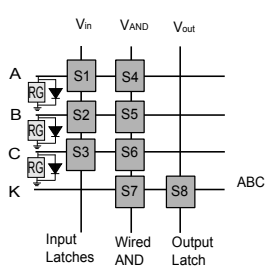 Vin VAND Vout
A S1 S4
RG
B S2 S5
RG
C S3 S6
RG
K S7 S8 ABC
Input Wired Output
Latches AND Latch